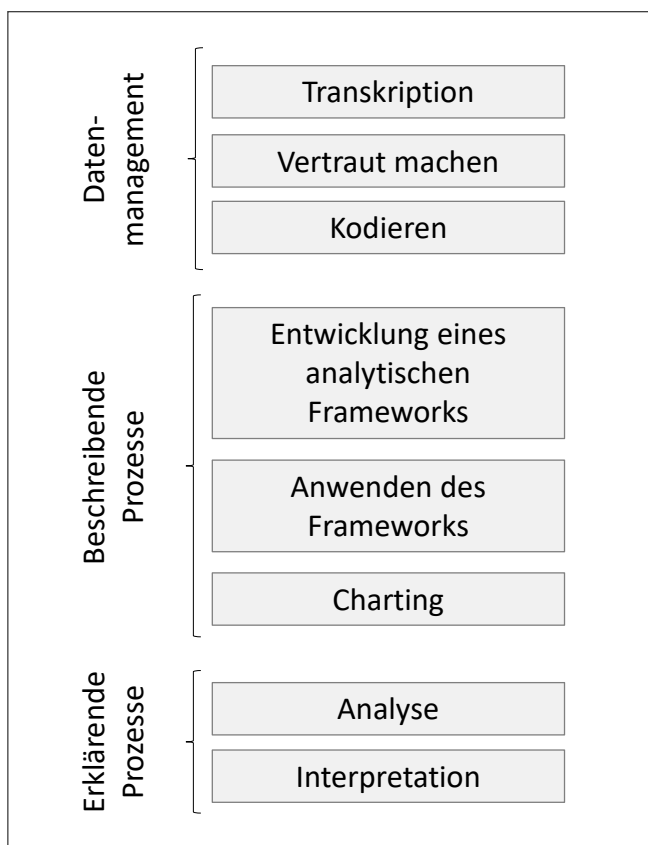 Daten-
management
Transkription
Vertraut machen
Kodieren
Beschreibende
Prozesse
Entwicklung eines
analytischen
Frameworks
Anwenden des
Frameworks
Charting
Erklärende
Prozesse
Analyse
Interpretation